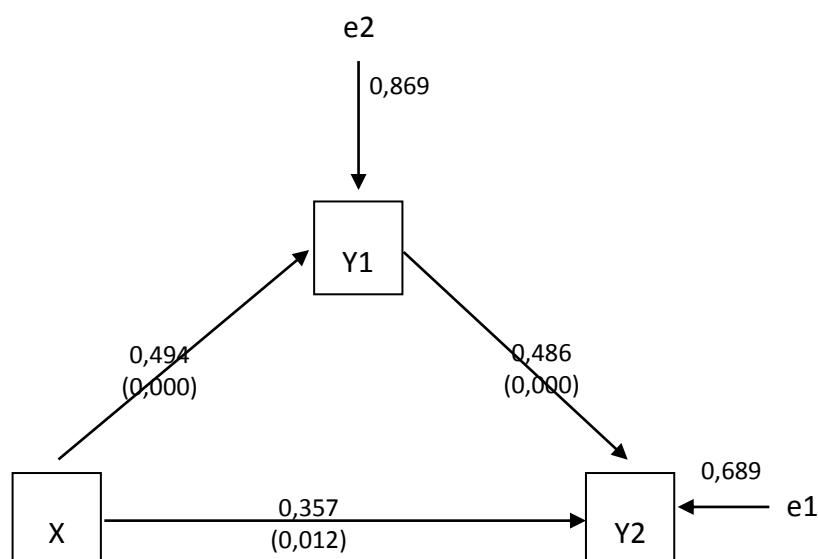 e2
0,869
Y1
0,494
(0,000)
0,486
(0,000)
0,689
e1
0,357
(0,012)
X
Y2